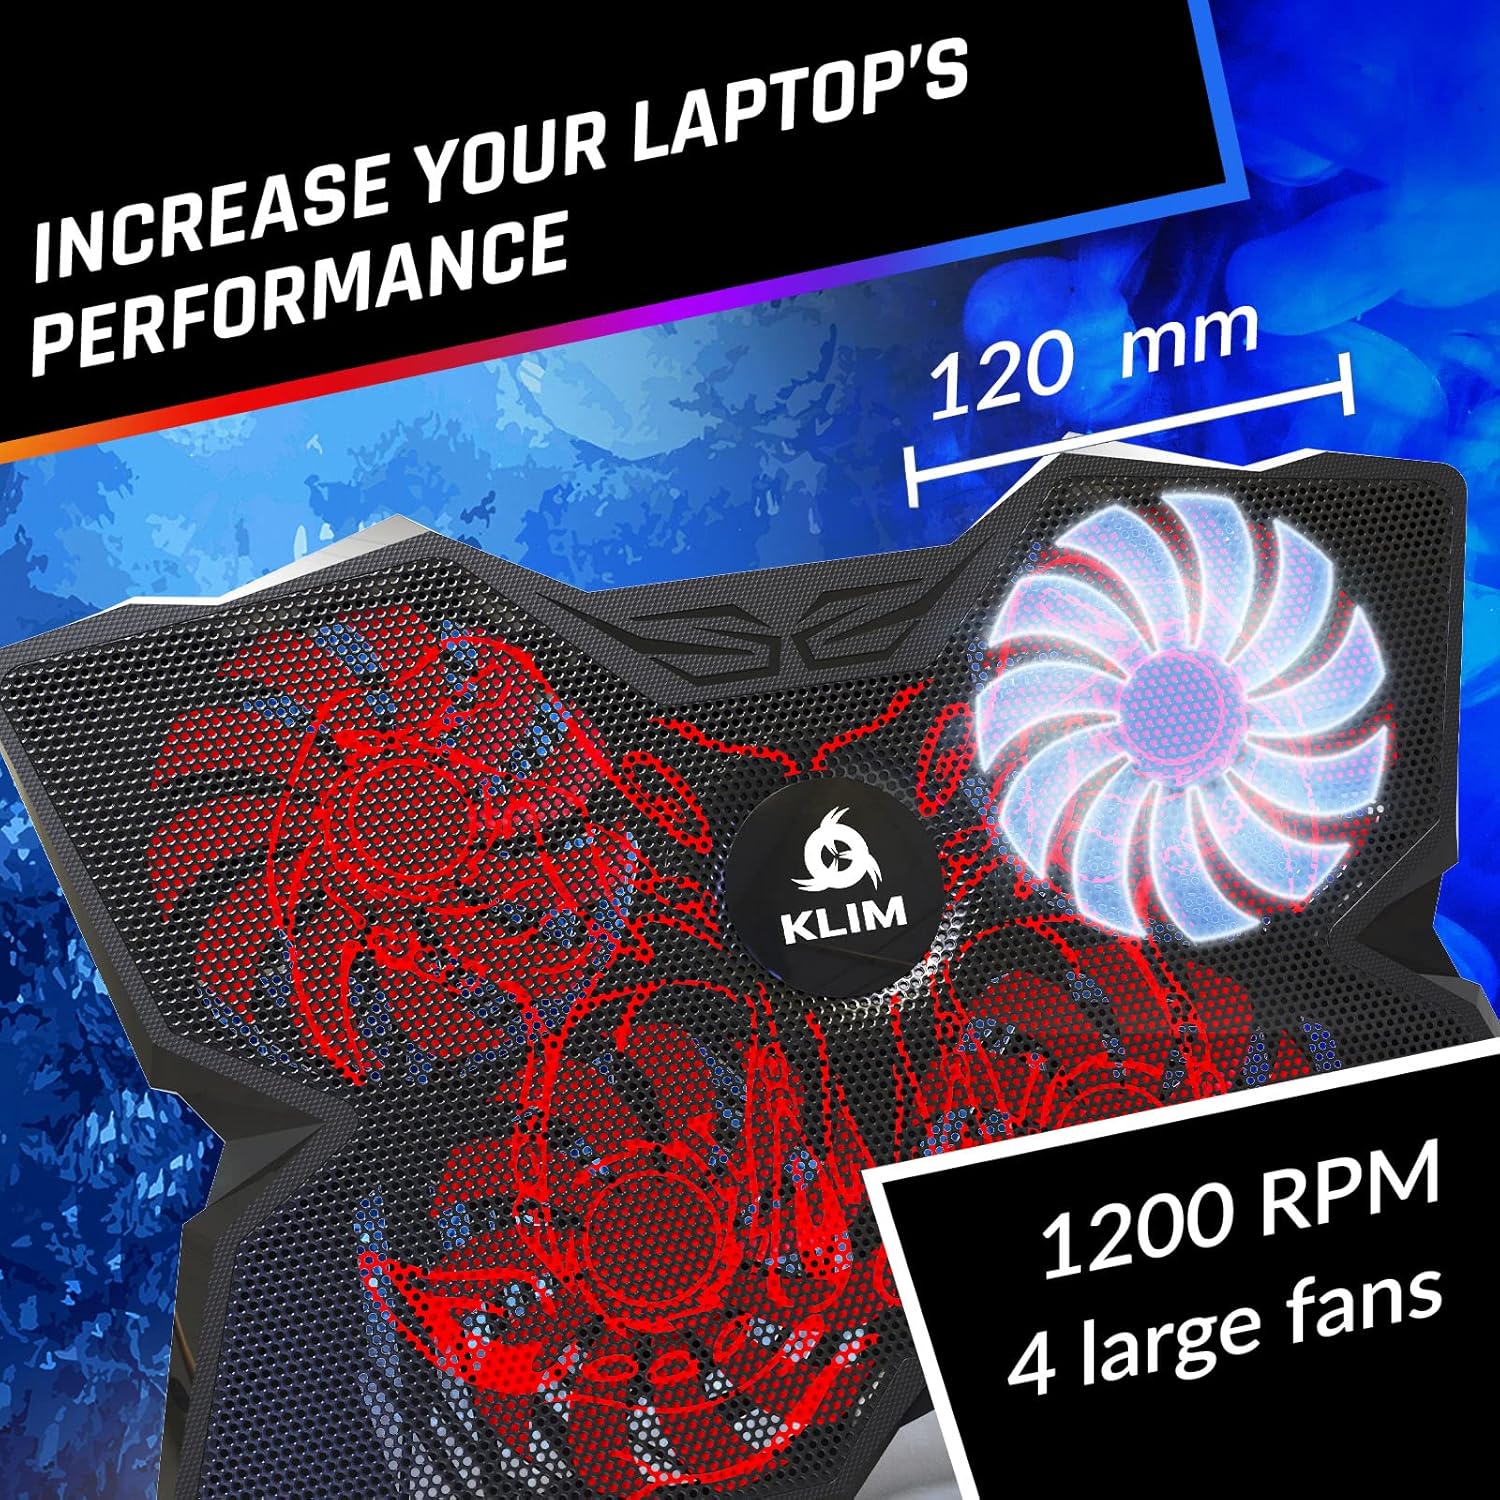 INCREASE YOUR LAPTOP'S
PERFORMANCE
120 mm
KLIM
1200 RPM
4 large fans